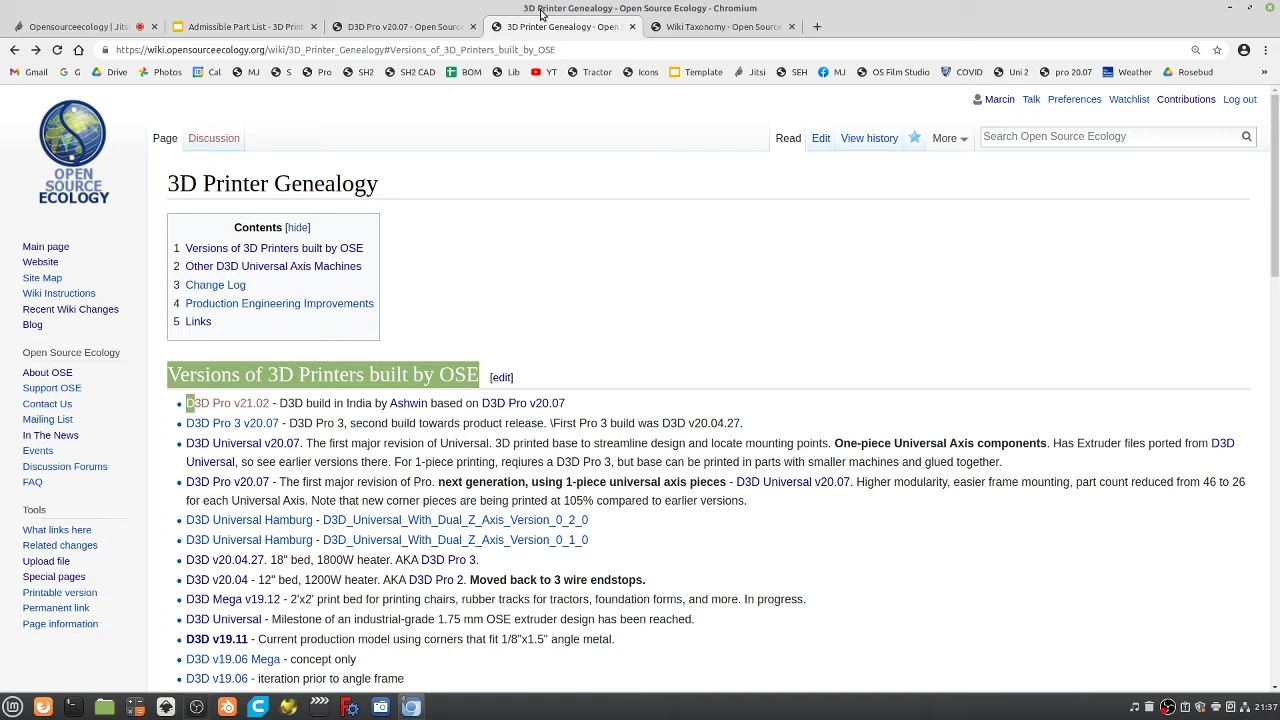 3D Printer Genealogy - Open Source Ecology - Chromium
Opensourceecology | Jitsi
Admissible Part List - 3D Print
D3D Pro v20.07 - Open Source
3D Printer Genealogy - Open S
Wiki Taxonomy - Open Source
https://wiki.opensourceecology.org/wiki/3D_Printer_Genealogy#Versions_of_3D_Printers_built_by_OSE
Gmail G Drive Photos Cal MJ S Pro SH2 SH2 CAD BOM Lib YT Tractor Icons Template Jitsi SEH MJ OS Film Studio COVID Uni 2 pro 20.07 Weather Rosebud »
Marcin Talk Preferences Watchlist Contributions Log out
Page Discussion Read Edit View history More Search Open Source Ecology
OPEN
SOURCE
ECOLOGY
Main page
Website
Site Map
Wiki Instructions
Recent Wiki Changes
Blog
Open Source Ecology
About OSE
Support OSE
Contact Us
Mailing List
In The News
Events
Discussion Forums
FAQ
Tools
What links here
Related changes
Upload file
Special pages
Printable version
Permanent link
Page information
3D Printer Genealogy
Contents [hide]
1 Versions of 3D Printers built by OSE
2 Other D3D Universal Axis Machines
3 Change Log
4 Production Engineering Improvements
5 Links
Versions of 3D Printers built by OSE [edit]
• D3D Pro v21.02 - D3D build in India by Ashwin based on D3D Pro v20.07
• D3D Pro 3 v20.07 - D3D Pro 3, second build towards product release. \First Pro 3 build was D3D v20.04.27.
• D3D Universal v20.07. The first major revision of Universal. 3D printed base to streamline design and locate mounting points. One-piece Universal Axis components. Has Extruder files ported from D3D
Universal, so see earlier versions there. For 1-piece printing, reqiures a D3D Pro 3, but base can be printed in parts with smaller machines and glued together.
• D3D Pro v20.07 - The first major revision of Pro. next generation, using 1-piece universal axis pieces - D3D Universal v20.07. Higher modularity, easier frame mounting, part count reduced from 46 to 26
for each Universal Axis. Note that new corner pieces are being printed at 105% compared to earlier versions.
• D3D Universal Hamburg - D3D_Universal_With_Dual_Z_Axis_Version_0_2_0
• D3D Universal Hamburg - D3D_Universal_With_Dual_Z_Axis_Version_0_1_0
• D3D v20.04.27. 18" bed, 1800W heater. AKA D3D Pro 3.
• D3D v20.04 - 12" bed, 1200W heater. AKA D3D Pro 2. Moved back to 3 wire endstops.
• D3D Mega v19.12 - 2'x2' print bed for printing chairs, rubber tracks for tractors, foundation forms, and more. In progress.
• D3D Universal - Milestone of an industrial-grade 1.75 mm OSE extruder design has been reached.
• D3D v19.11 - Current production model using corners that fit 1/8"x1.5" angle metal.
• D3D v19.06 Mega - concept only
• D3D v19.06 - iteration prior to angle frame
21:37